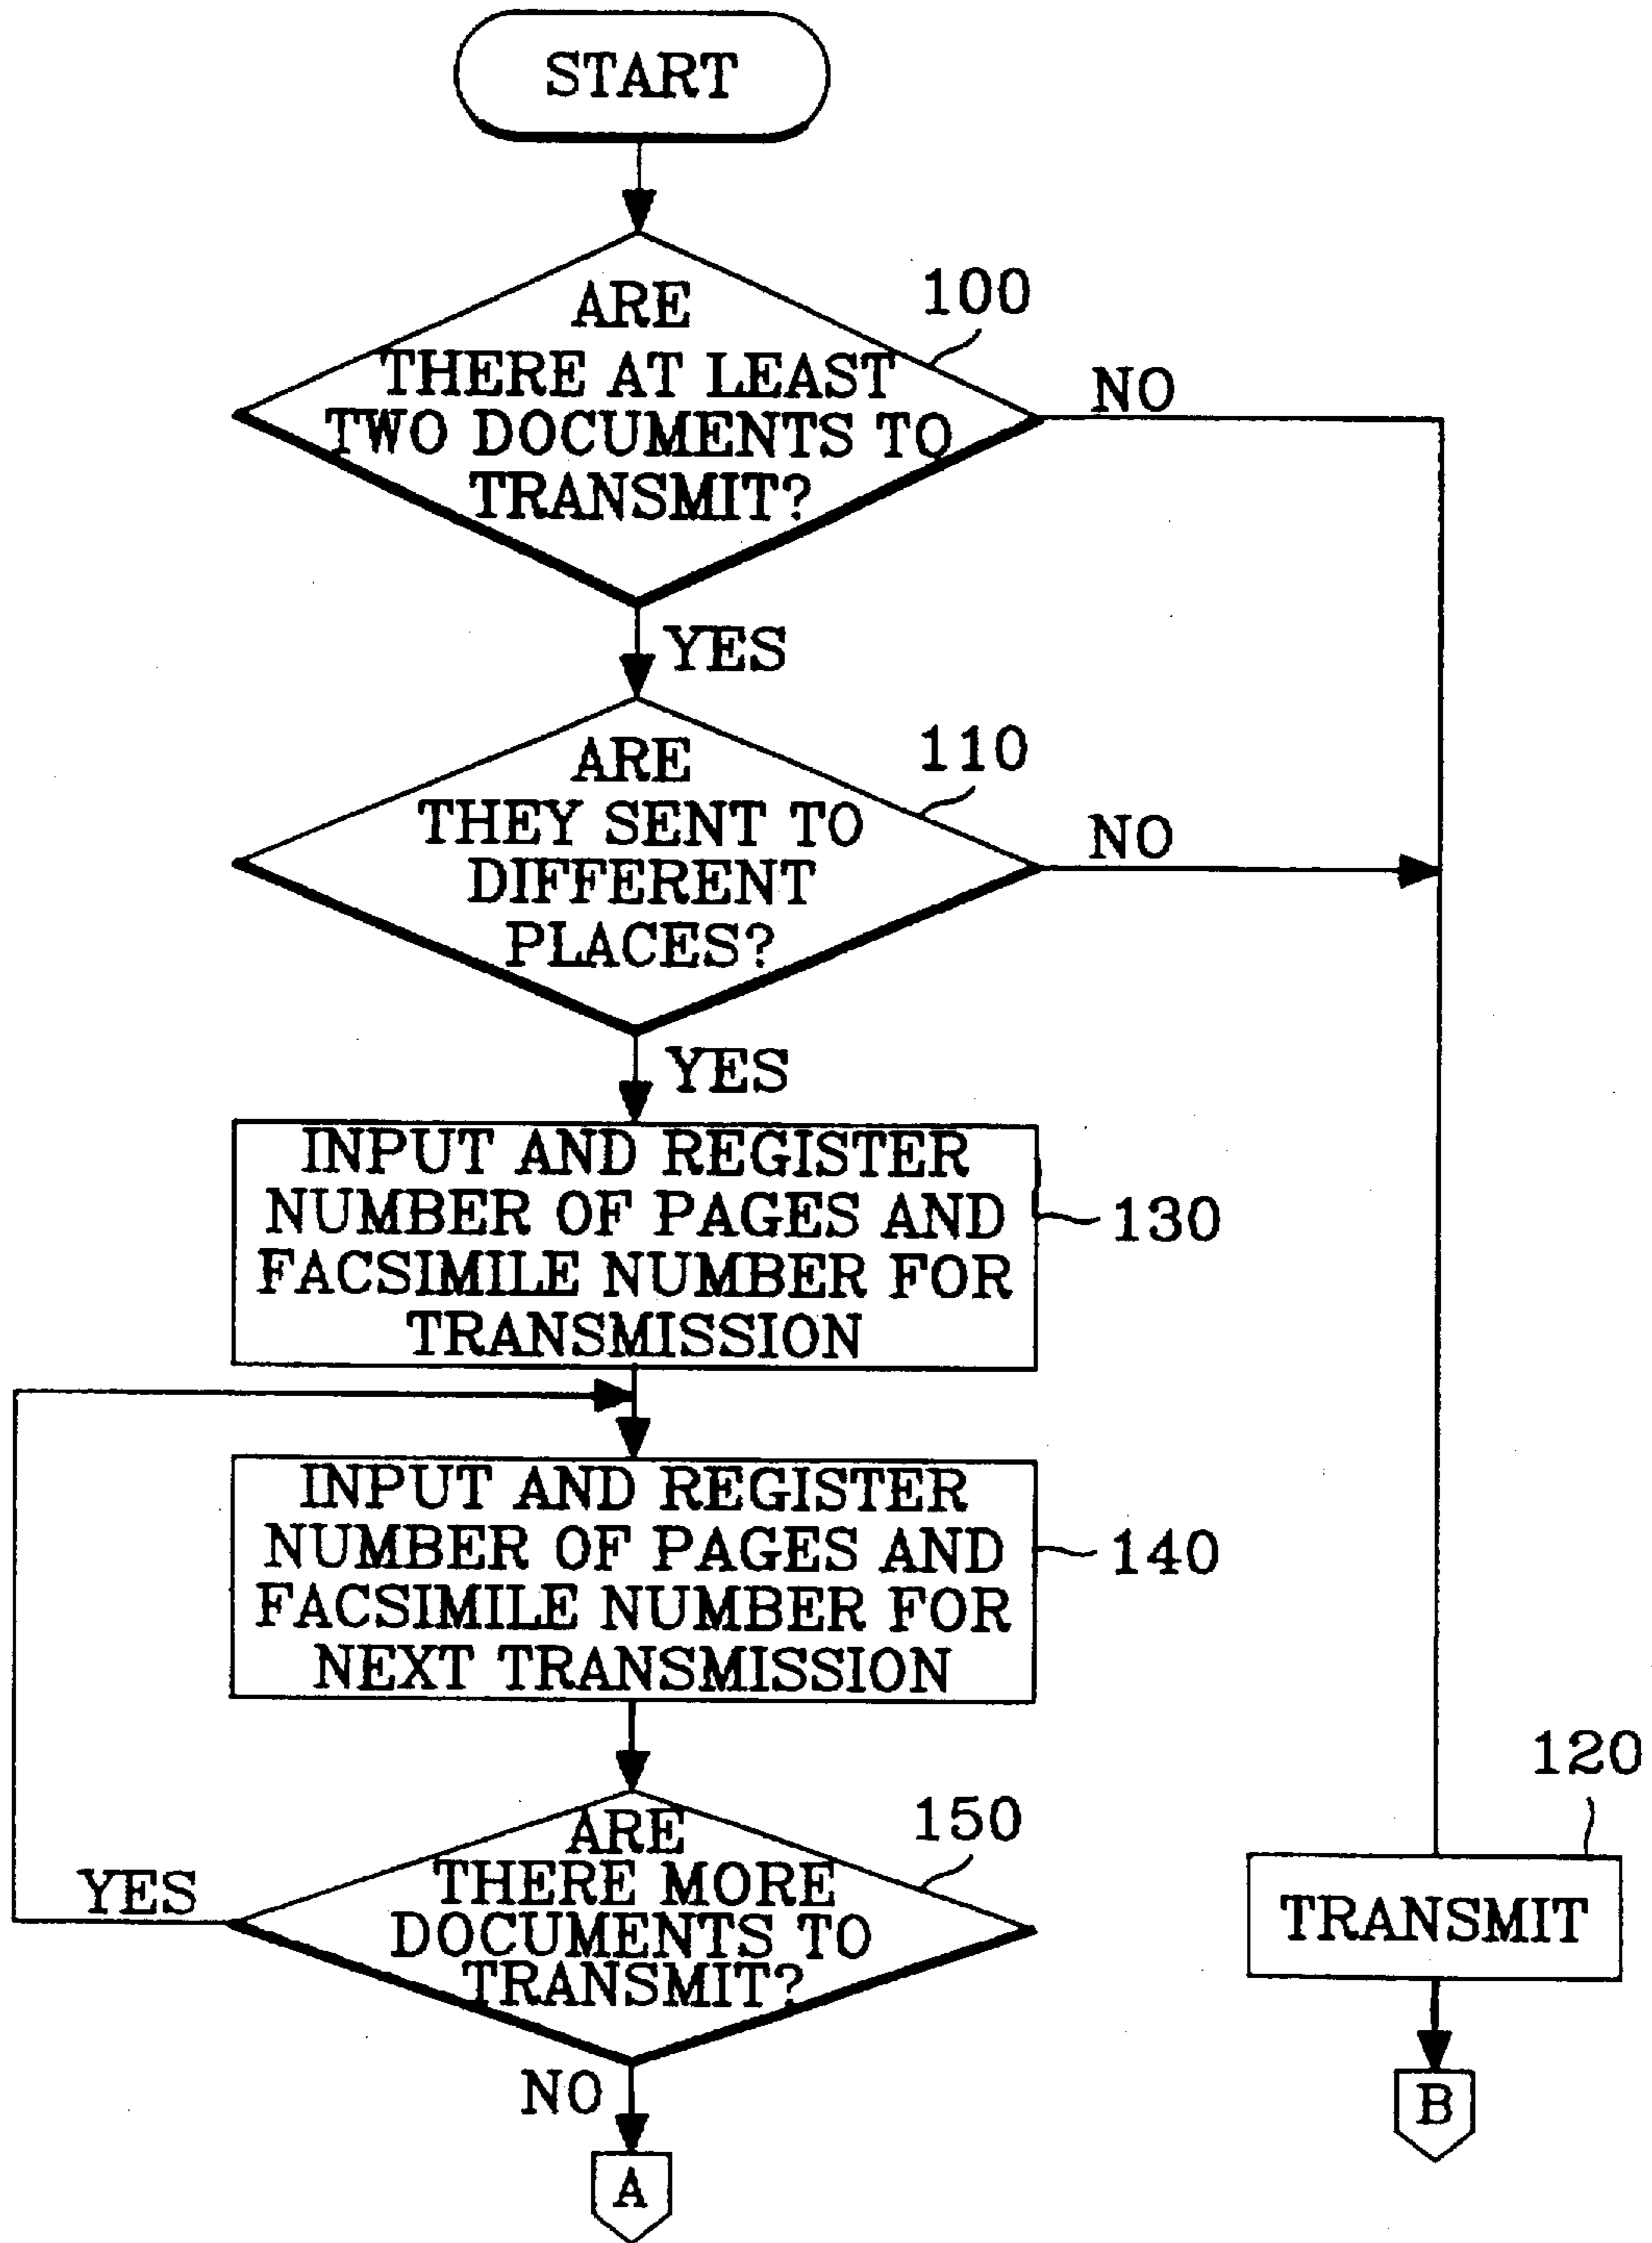 START
100
ARE
THERE AT LEAST
TWO DOCUMENTS TO
TRANSMIT?
NO
YES
110
ARE
THEY SENT TO
DIFFERENT
PLACES?
NO
YES
INPUT AND REGISTER
NUMBER OF PAGES AND
FACSIMILE NUMBER FOR
TRANSMISSION
130
INPUT AND REGISTER
NUMBER OF PAGES AND
FACSIMILE NUMBER FOR
NEXT TRANSMISSION
140
150
ARE
THERE MORE
DOCUMENTS TO
TRANSMIT?
YES
NO
A
120
TRANSMIT
B